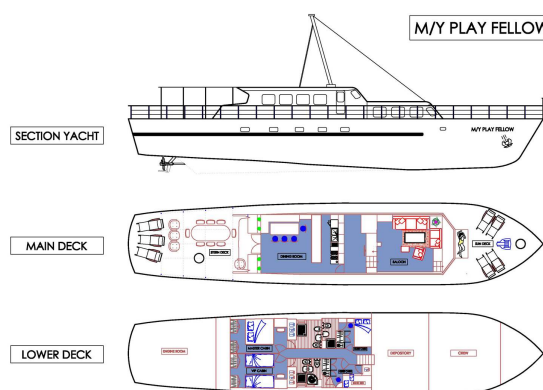 M/Y PLAY FELLOW
SECTION YACHT
M/Y PLAY FELLOW
MAIN DECK
STERN DECK
DINING ROOM
SALOON
SUN DECK
LOWER DECK
ENGINE ROOM
MASTER CABIN
VIP CABIN
DEPOSITORY
CREW